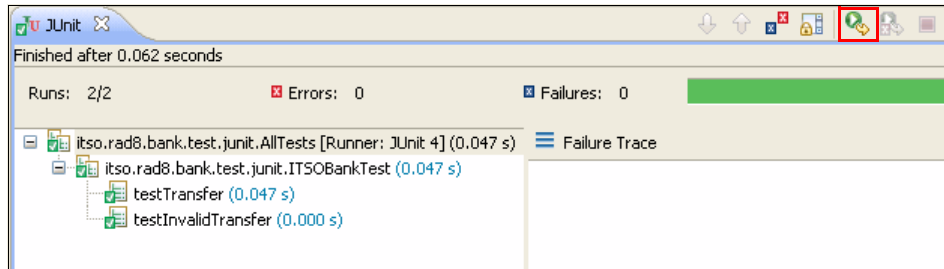 JUnit
Finished after 0.062 seconds
Runs: 2/2 Errors: 0 Failures: 0
itso.rad8.bank.test.junit.AllTests [Runner: JUnit 4] (0.047 s) Failure Trace
itso.rad8.bank.test.junit.ITSOBankTest (0.047 s)
testTransfer (0.047 s)
testInvalidTransfer (0.000 s)